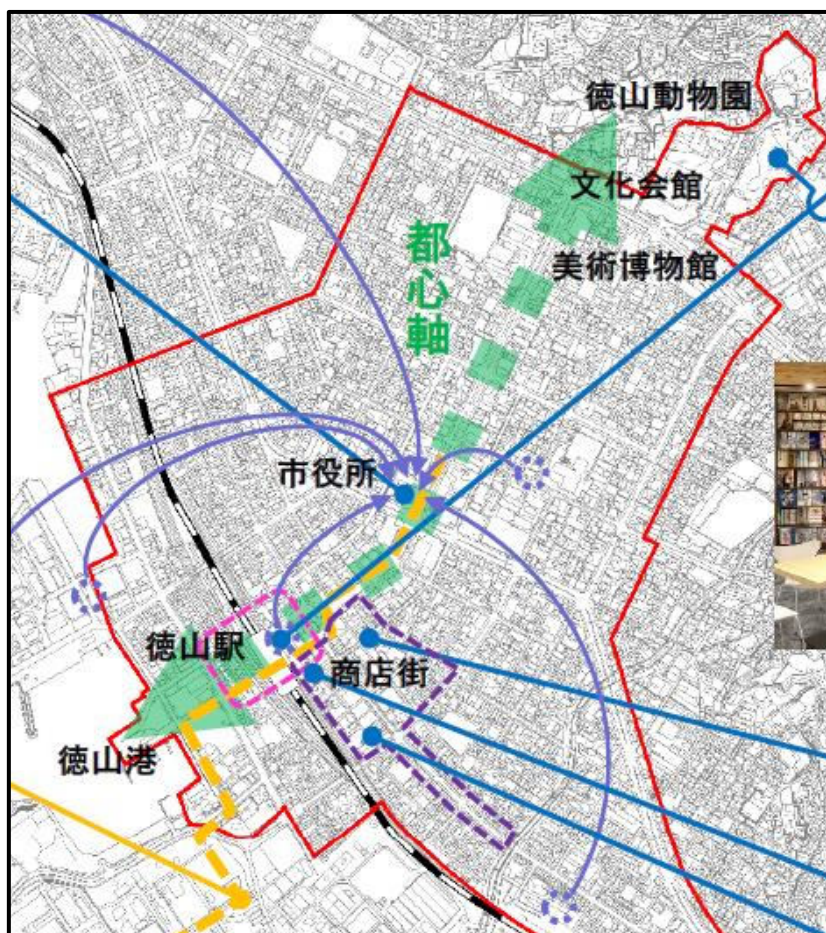 徳山動物園
文化会館
美術博物館
都心軸
市役所
徳山駅
商店街
徳山港